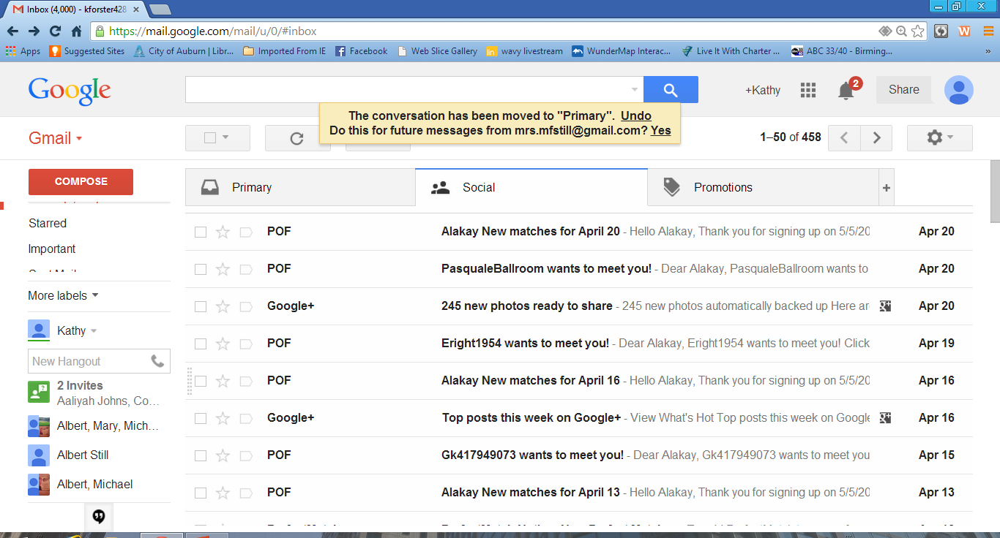 Inbox (4,000) - kforster428
https://mail.google.com/mail/u/0/#inbox
Apps Suggested Sites City of Auburn | Libr... Imported From IE Facebook Web Slice Gallery wavy livestream WunderMap Interac... Live It With Charter ... ABC 33/40 - Birming... »
Google
+Kathy 2 Share
The conversation has been moved to "Primary". Undo
Do this for future messages from mrs.mfstill@gmail.com? Yes
Gmail
1–50 of 458
COMPOSE
Primary Social Promotions +
Starred
Important
More labels
Kathy
New Hangout
2 Invites
Aaliyah Johns, Co...
Albert, Mary, Mich...
Albert Still
Albert, Michael
POF Alakay New matches for April 20 - Hello Alakay, Thank you for signing up on 5/5/20 Apr 20
POF PasqualeBallroom wants to meet you! - Dear Alakay, PasqualeBallroom wants to Apr 20
Google+ 245 new photos ready to share - 245 new photos automatically backed up Here are Apr 20
POF Eright1954 wants to meet you! - Dear Alakay, Eright1954 wants to meet you! Click Apr 19
POF Alakay New matches for April 16 - Hello Alakay, Thank you for signing up on 5/5/20 Apr 16
Google+ Top posts this week on Google+ - View What's Hot Top posts this week on Google Apr 16
POF Gk417949073 wants to meet you! - Dear Alakay, Gk417949073 wants to meet you Apr 15
POF Alakay New matches for April 13 - Hello Alakay, Thank you for signing up on 5/5/20 Apr 13